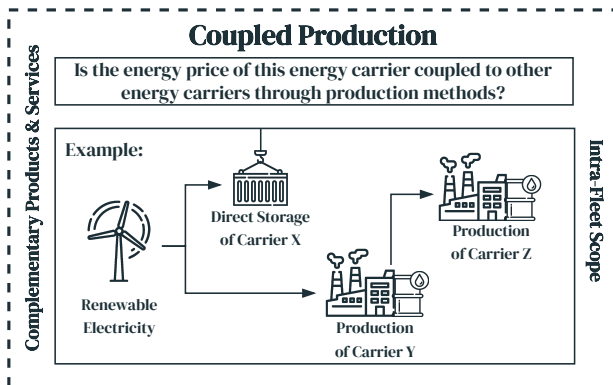 Coupled Production
Is the energy price of this energy carrier coupled to other
energy carriers through production methods?
Complementary Products & Services
Example:
Direct Storage
of Carrier X
Production
of Carrier Z
Renewable
Electricity
Production
of Carrier Y
Intra-Fleet Scope